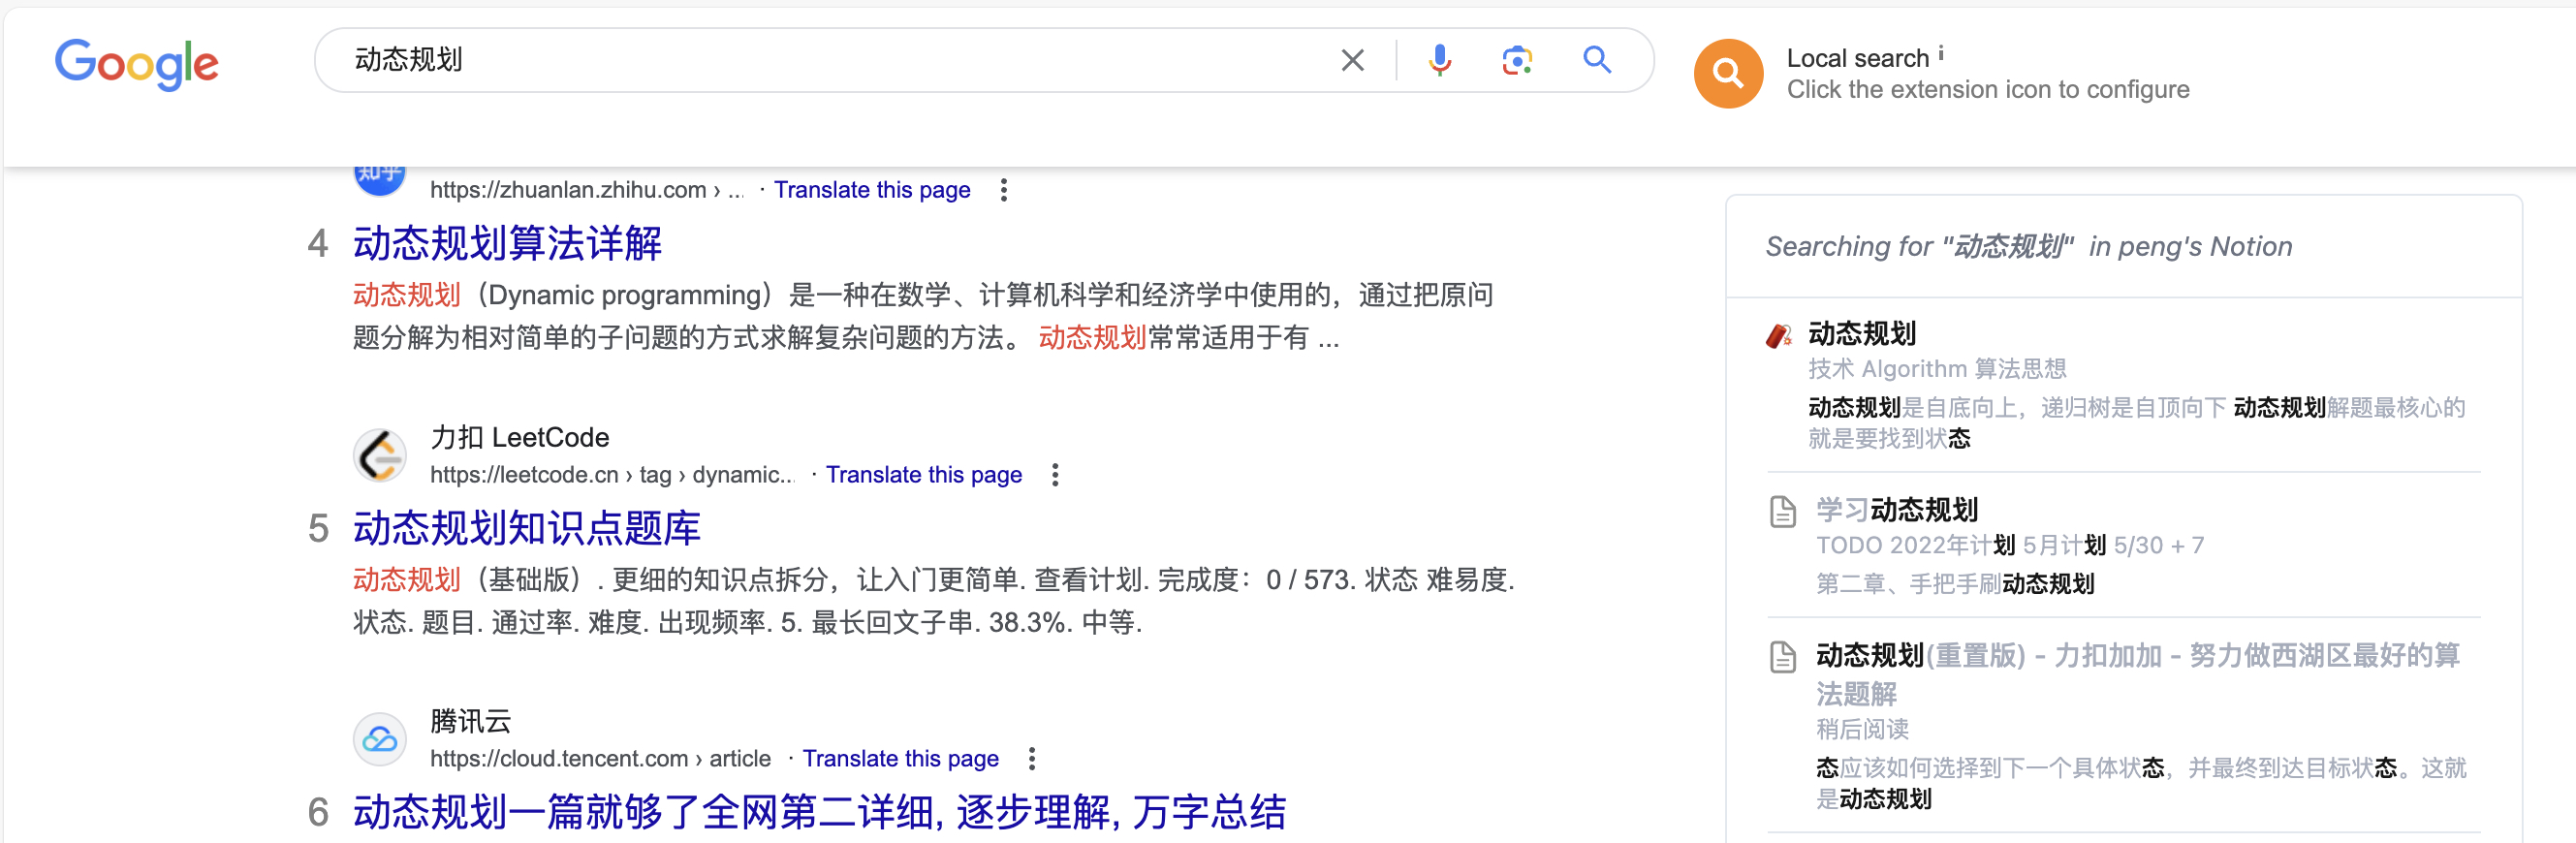 Google
动态规划
Local search i
Click the extension icon to configure
知乎
https://zhuanlan.zhihu.com › ... · Translate this page
4 动态规划算法详解
动态规划（Dynamic programming）是一种在数学、计算机科学和经济学中使用的，通过把原问
题分解为相对简单的子问题的方式求解复杂问题的方法。 动态规划常常适用于有 ...
力扣 LeetCode
https://leetcode.cn › tag › dynamic... · Translate this page
5 动态规划知识点题库
动态规划（基础版）. 更细的知识点拆分，让入门更简单. 查看计划. 完成度：0 / 573. 状态 难易度.
状态. 题目. 通过率. 难度. 出现频率. 5. 最长回文子串. 38.3%. 中等.
腾讯云
https://cloud.tencent.com › article · Translate this page
6 动态规划一篇就够了全网第二详细, 逐步理解, 万字总结
Searching for "动态规划" in peng's Notion
动态规划
技术 Algorithm 算法思想
动态规划是自底向上，递归树是自顶向下 动态规划解题最核心的
就是要找到状态
学习动态规划
TODO 2022年计划 5月计划 5/30 + 7
第二章、手把手刷动态规划
动态规划(重置版) - 力扣加加 - 努力做西湖区最好的算
法题解
稍后阅读
态应该如何选择到下一个具体状态，并最终到达目标状态。这就
是动态规划